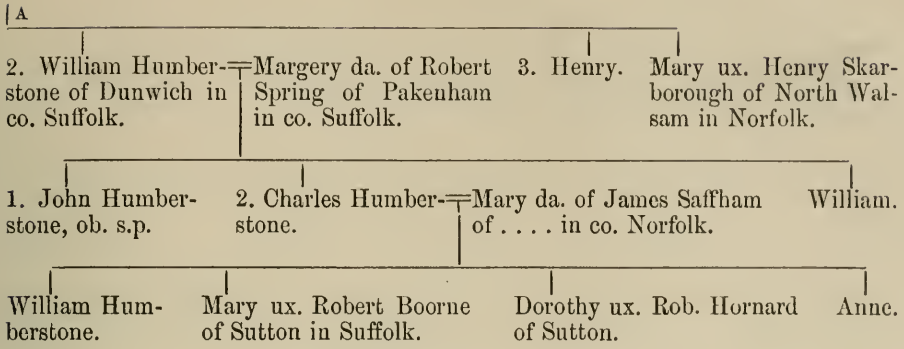 A
2. William Humber-
stone of Dunwich in
co. Suffolk.
Margery da. of Robert
Spring of Pakenham
in co. Suffolk.
3. Henry.
Mary ux. Henry Skar-
borough of North Wal-
sam in Norfolk.
1. John Humber-
stone, ob. s.p.
2. Charles Humber-
stone.
Mary da. of James Saffham
of . . . . in co. Norfolk.
William.
William Hum-
berstone.
Mary ux. Robert Boorne
of Sutton in Suffolk.
Dorothy ux. Rob. Hornard
of Sutton.
Anne.